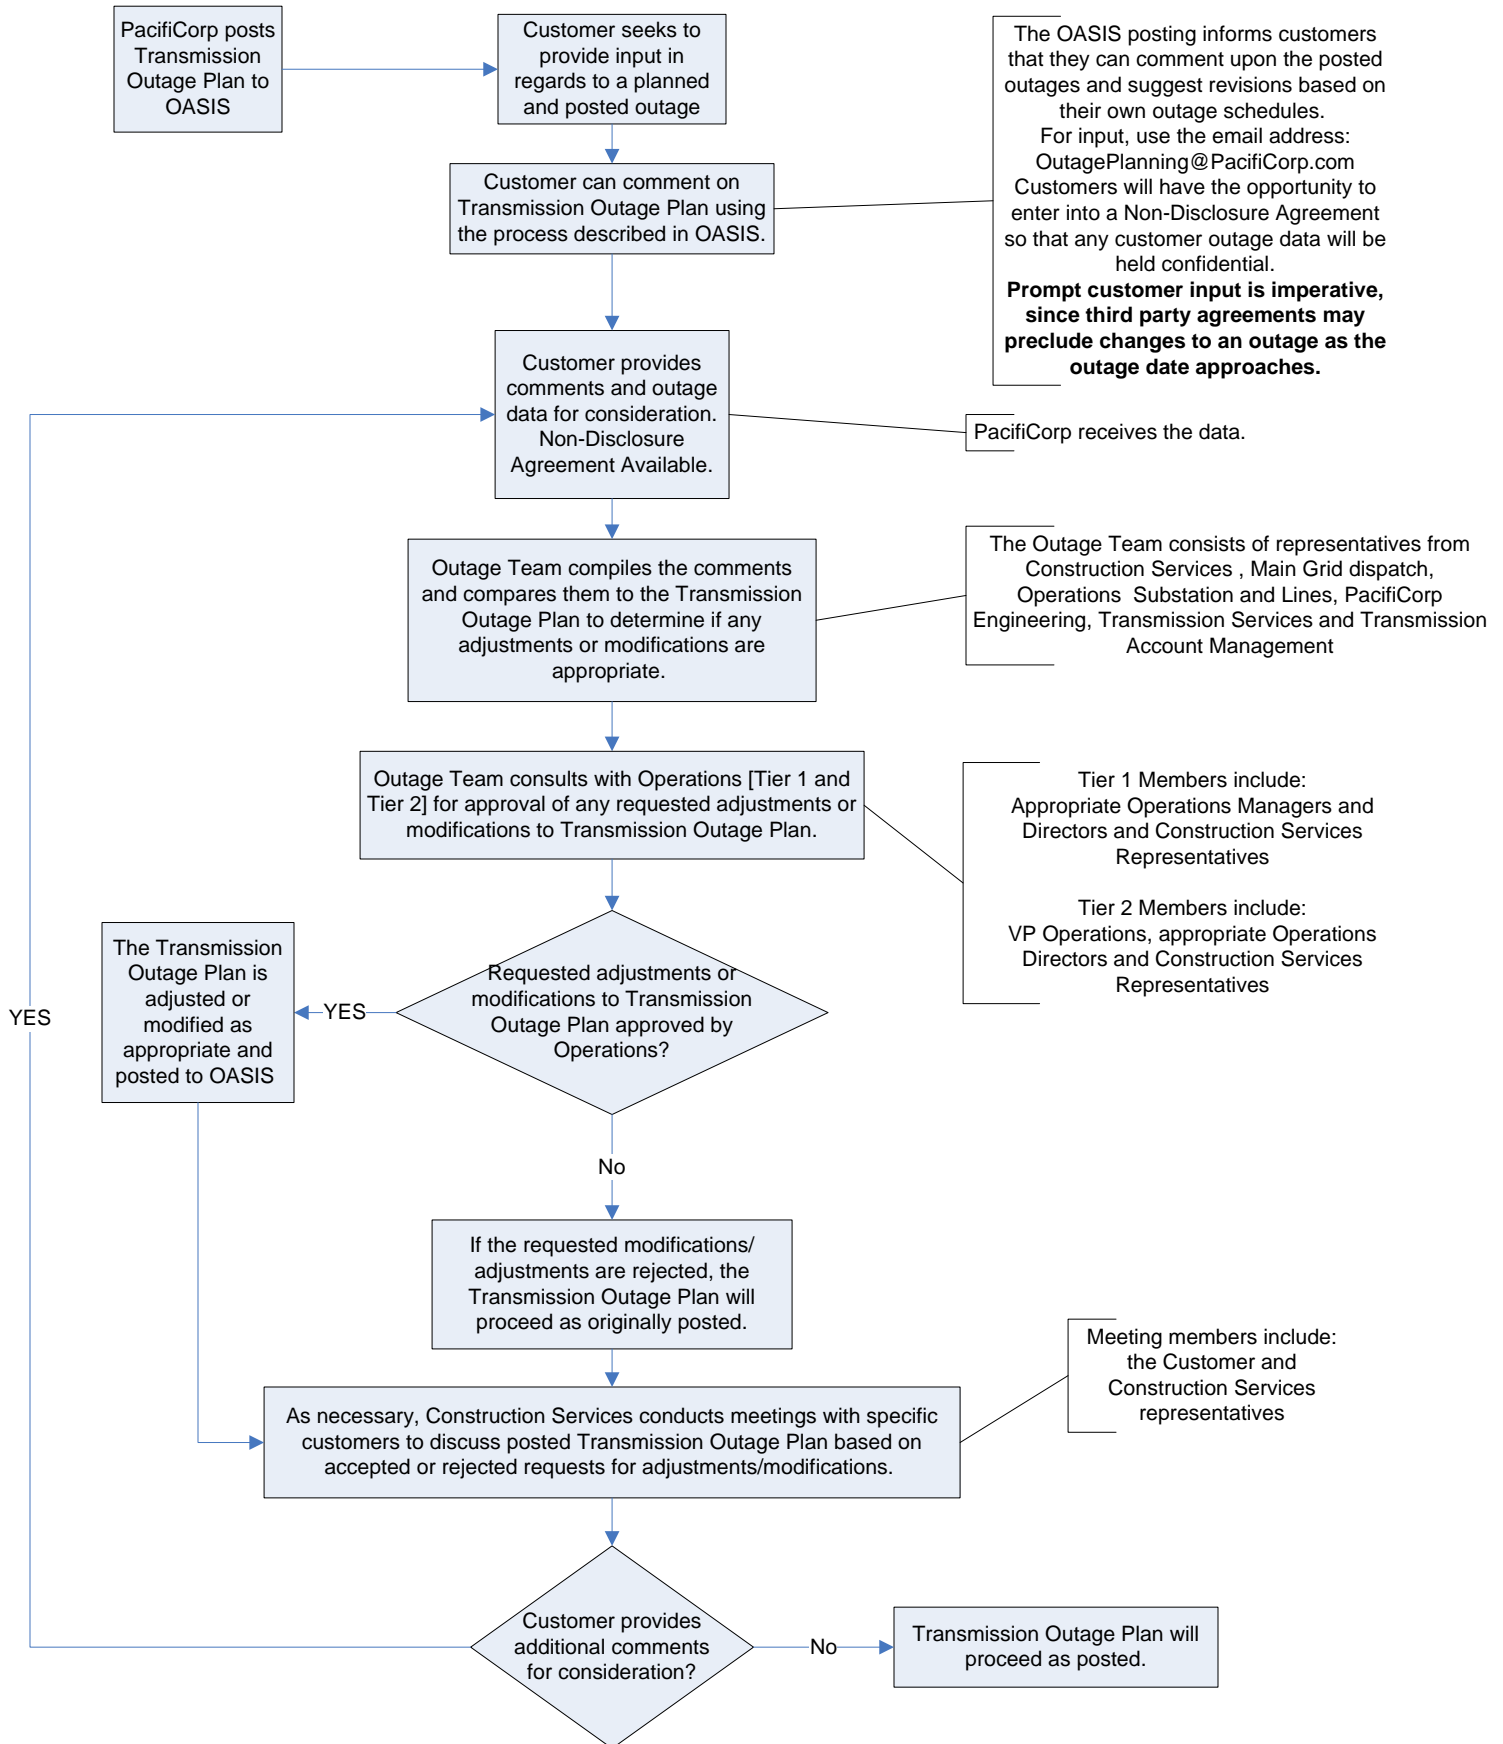 PacifiCorp posts
Transmission
Outage Plan to
OASIS
Customer seeks to
provide input in
regards to a planned
and posted outage
The OASIS posting informs customers
that they can comment upon the posted
outages and suggest revisions based on
their own outage schedules.
For input, use the email address:
OutagePlanning@PacifiCorp.com
Customers will have the opportunity to
enter into a Non-Disclosure Agreement
so that any customer outage data will be
held confidential.
Prompt customer input is imperative,
since third party agreements may
preclude changes to an outage as the
outage date approaches.
Customer can comment on
Transmission Outage Plan using
the process described in OASIS.
Customer provides
comments and outage
data for consideration.
Non-Disclosure
Agreement Available.
PacifiCorp receives the data.
Outage Team compiles the comments
and compares them to the Transmission
Outage Plan to determine if any
adjustments or modifications are
appropriate.
The Outage Team consists of representatives from
Construction Services , Main Grid dispatch,
Operations  Substation and Lines, PacifiCorp
Engineering, Transmission Services and Transmission
Account Management
Outage Team consults with Operations [Tier 1 and
Tier 2] for approval of any requested adjustments or
modifications to Transmission Outage Plan.
Tier 1 Members include:
Appropriate Operations Managers and
Directors and Construction Services
Representatives
Tier 2 Members include:
VP Operations, appropriate Operations
Directors and Construction Services
Representatives
The Transmission
Outage Plan is
adjusted or
modified as
appropriate and
posted to OASIS
YES
Requested adjustments or
modifications to Transmission
Outage Plan approved by
Operations?
YES
No
If the requested modifications/
adjustments are rejected, the
Transmission Outage Plan will
proceed as originally posted.
Meeting members include:
the Customer and
Construction Services
representatives
As necessary, Construction Services conducts meetings with specific
customers to discuss posted Transmission Outage Plan based on
accepted or rejected requests for adjustments/modifications.
Customer provides
additional comments
for consideration?
No
Transmission Outage Plan will
proceed as posted.